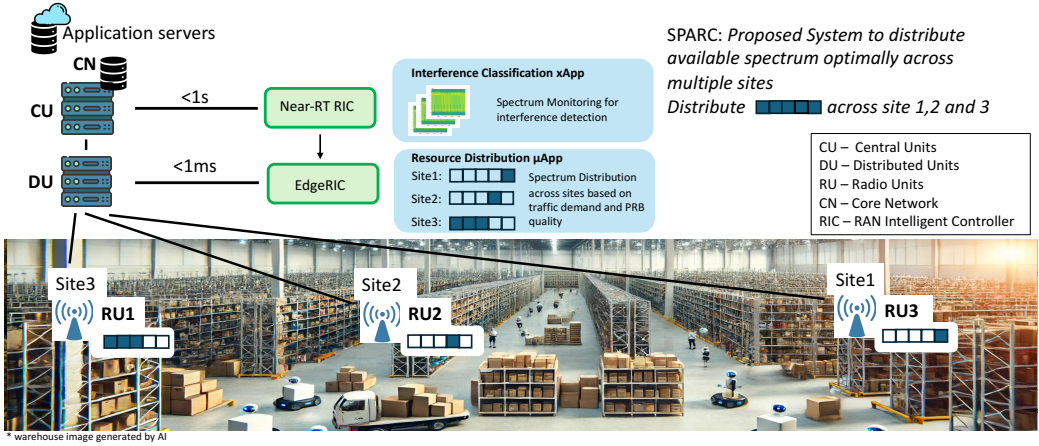 Application servers
CN
CU
<1s
Near-RT RIC
Interference Classification xApp
Spectrum Monitoring for
interference detection
DU
<1ms
EdgeRIC
Resource Distribution µApp
Site1:
Site2:
Site3:
Spectrum Distribution
across sites based on
traffic demand and PRB
quality
SPARC: Proposed System to distribute
available spectrum optimally across
multiple sites
Distribute across site 1,2 and 3
CU – Central Units
DU – Distributed Units
RU – Radio Units
CN – Core Network
RIC – RAN Intelligent Controller
Site3
RU1
Site2
RU2
Site1
RU3
* warehouse image generated by AI